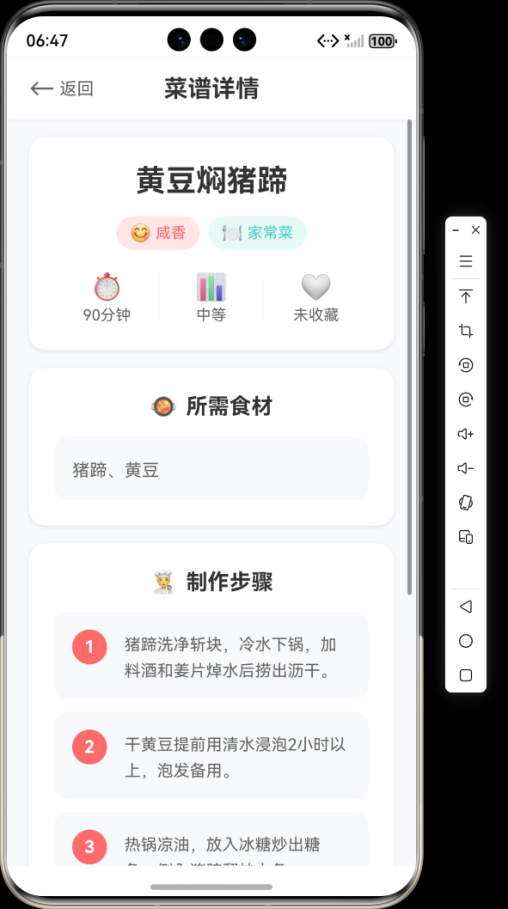 06:47
100
返回
菜谱详情
黄豆焖猪蹄
咸香
家常菜
90分钟
中等
未收藏
所需食材
猪蹄、黄豆
制作步骤
1
猪蹄洗净斩块，冷水下锅，加
料酒和姜片焯水后捞出沥干。
2
干黄豆提前用清水浸泡2小时以
上，泡发备用。
3
热锅凉油，放入冰糖炒出糖